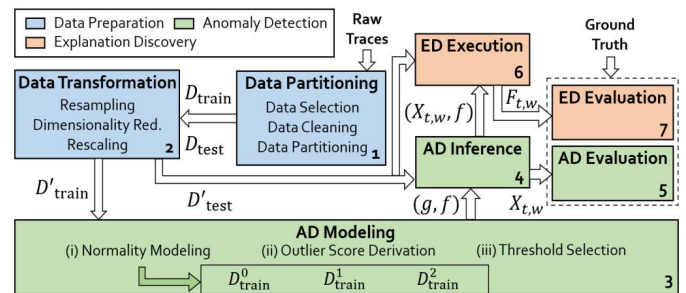 Data Preparation
Anomaly Detection
Explanation Discovery
Raw
Traces
Ground
Truth
Data Transformation
Resampling
Dimensionality Red.
Rescaling
2
D_train
D_test
Data Partitioning
Data Selection
Data Cleaning
Data Partitioning
1
ED Execution
6
(X_{t,w}, f)
F_{t,w}
ED Evaluation
7
AD Inference
4
AD Evaluation
5
D'_train
D'_test
(g, f)
X_{t,w}
AD Modeling
(i) Normality Modeling (ii) Outlier Score Derivation (iii) Threshold Selection
3
D^0_train D^1_train D^2_train